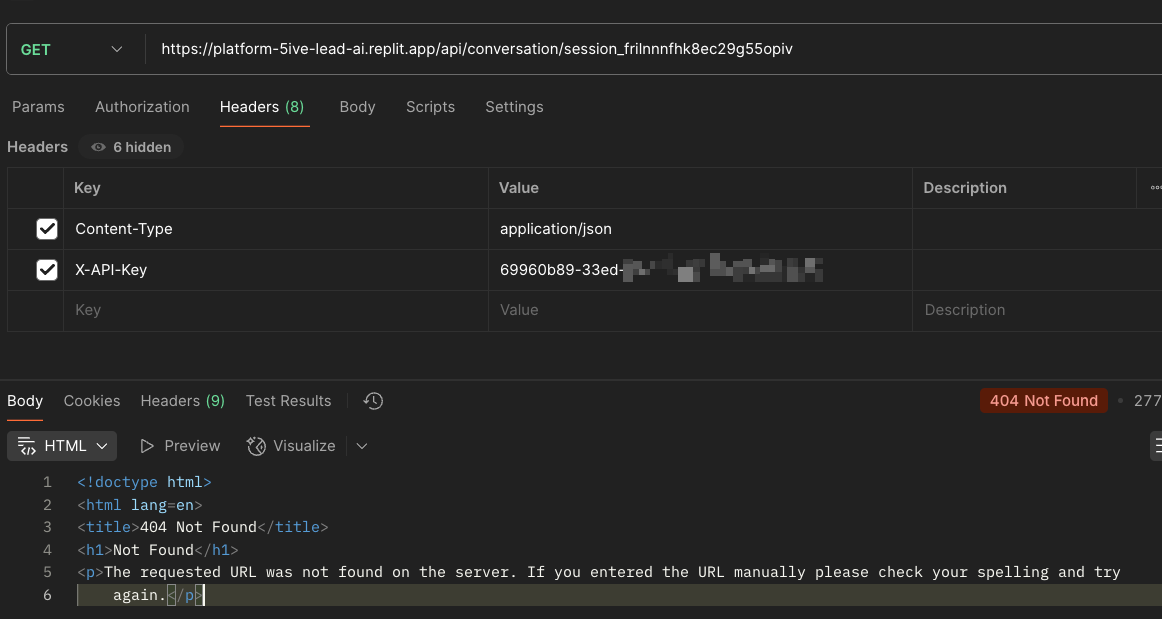 GET https://platform-5ive-lead-ai.replit.app/api/conversation/session_frilnnnfhk8ec29g55opiv
Params Authorization Headers (8) Body Scripts Settings
Headers 6 hidden
Key Value Description
Content-Type application/json
X-API-Key 69960b89-33ed-
Key Value Description
Body Cookies Headers (9) Test Results 404 Not Found • 277
HTML Preview Visualize
1 <!doctype html>
2 <html lang=en>
3 <title>404 Not Found</title>
4 <h1>Not Found</h1>
5 <p>The requested URL was not found on the server. If you entered the URL manually please check your spelling and try
6 again.</p>